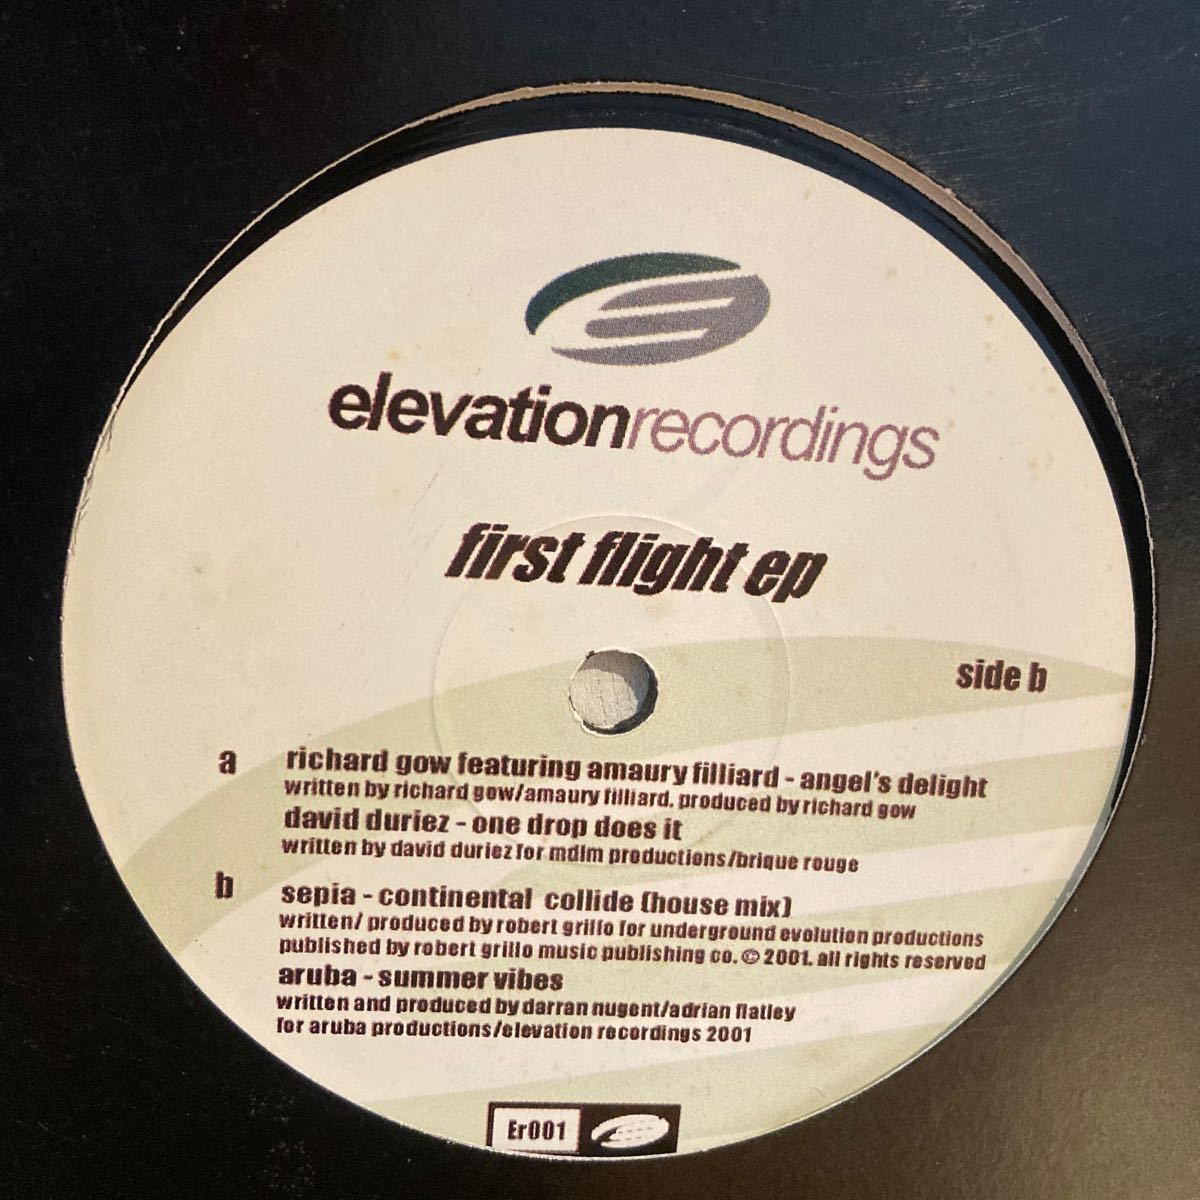 elevationrecordings
first flight ep
side b
a richard gow featuring amaury filliard - angel's delight
written by richard gow/amaury filliard. produced by richard gow
david duriez - one drop does it
written by david duriez for mdlm productions/brique rouge
b sepia - continental collide (house mix)
written/ produced by robert grillo for underground evolution productions
published by robert grillo music publishing co. © 2001. all rights reserved
aruba - summer vibes
written and produced by darran nugent/adrian flatley
for aruba productions/elevation recordings 2001
Er001